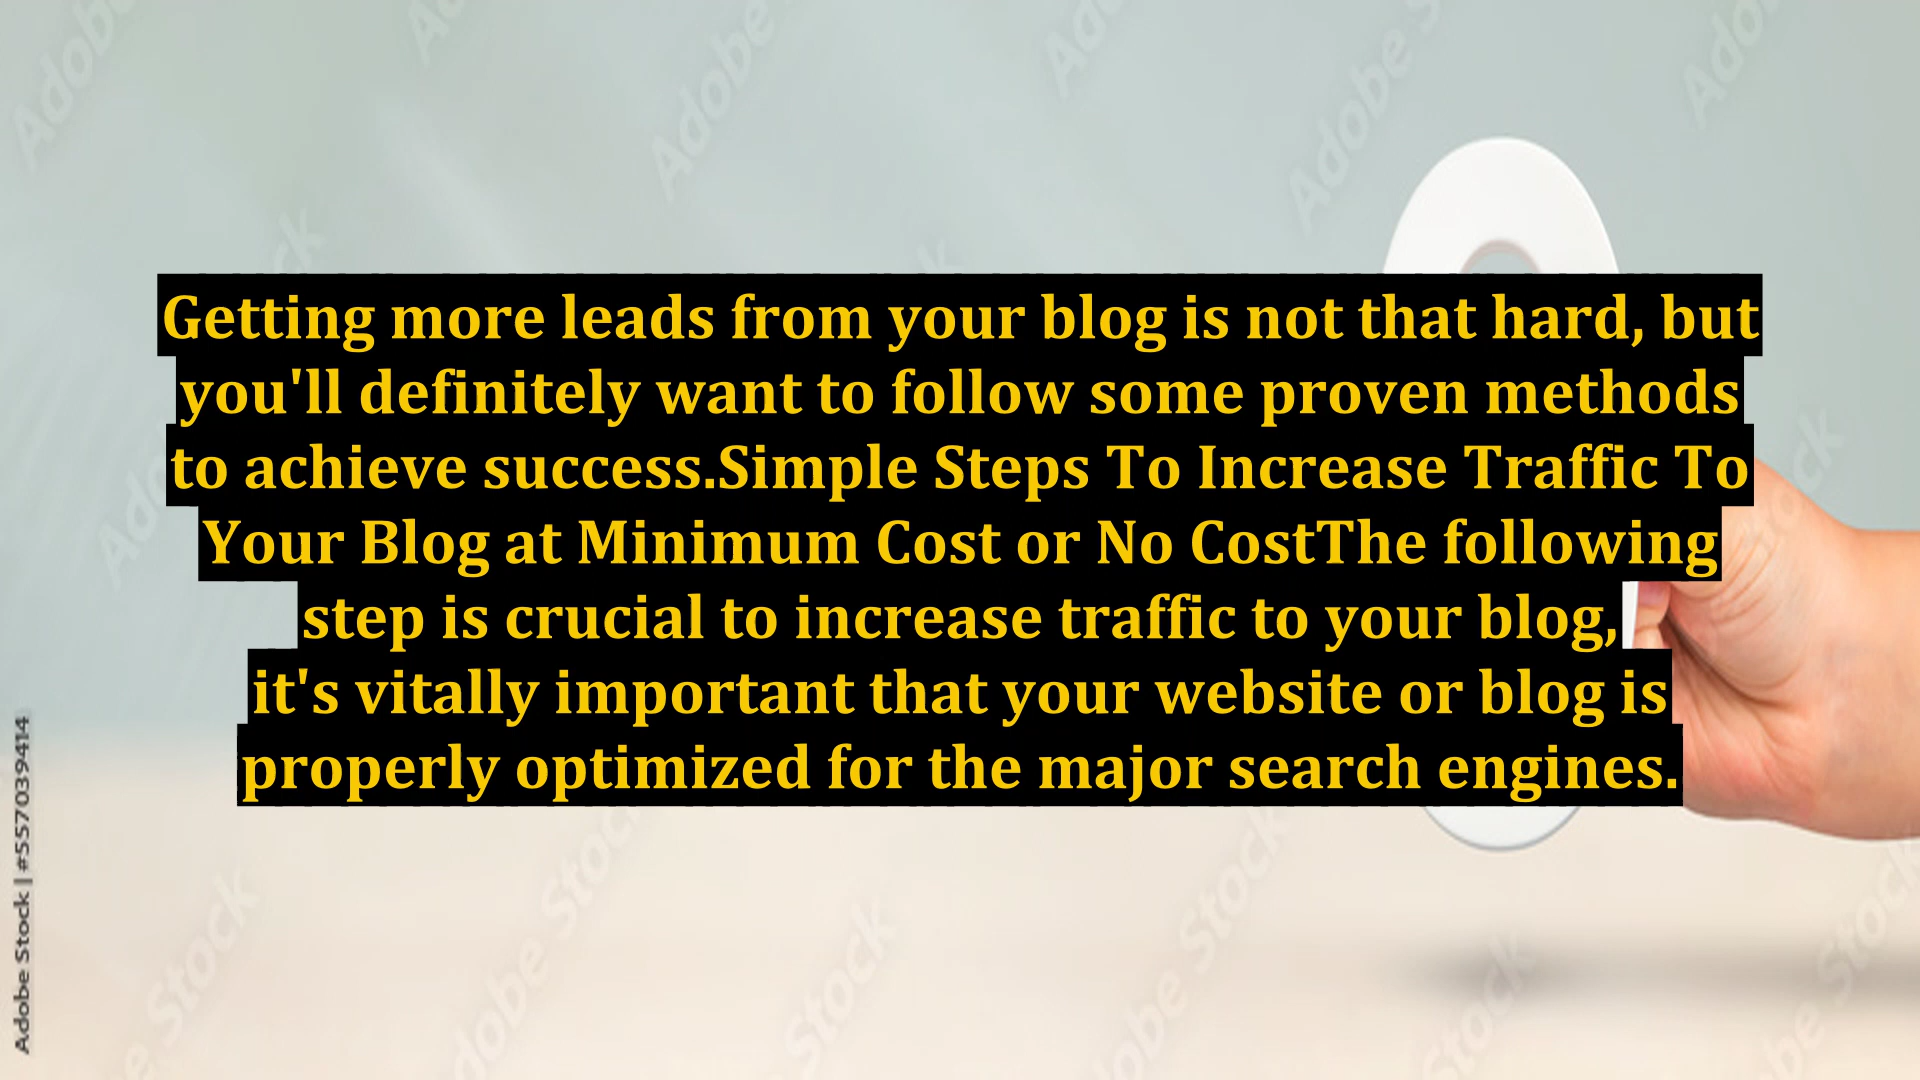 Getting more leads from your blog is not that hard, but
you'll definitely want to follow some proven methods
to achieve success.Simple Steps To Increase Traffic To
Your Blog at Minimum Cost or No CostThe following
step is crucial to increase traffic to your blog,
it's vitally important that your website or blog is
properly optimized for the major search engines.
Adobe Stock | #557039414